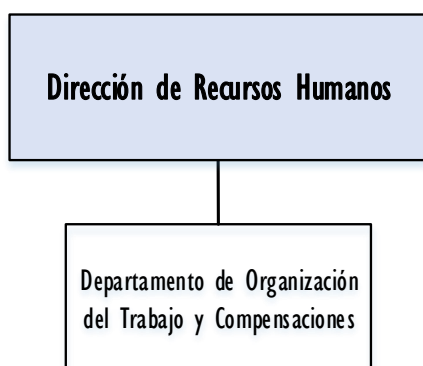 Dirección de Recursos Humanos
Departamento de Organización
del Trabajo y Compensaciones